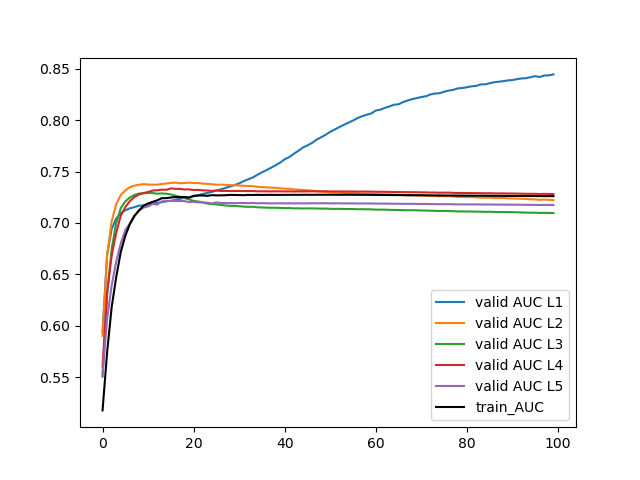 0.85
0.80
0.75
0.70
0.65
0.60
0.55
0
20
40
60
80
100
valid AUC L1
valid AUC L2
valid AUC L3
valid AUC L4
valid AUC L5
train_AUC